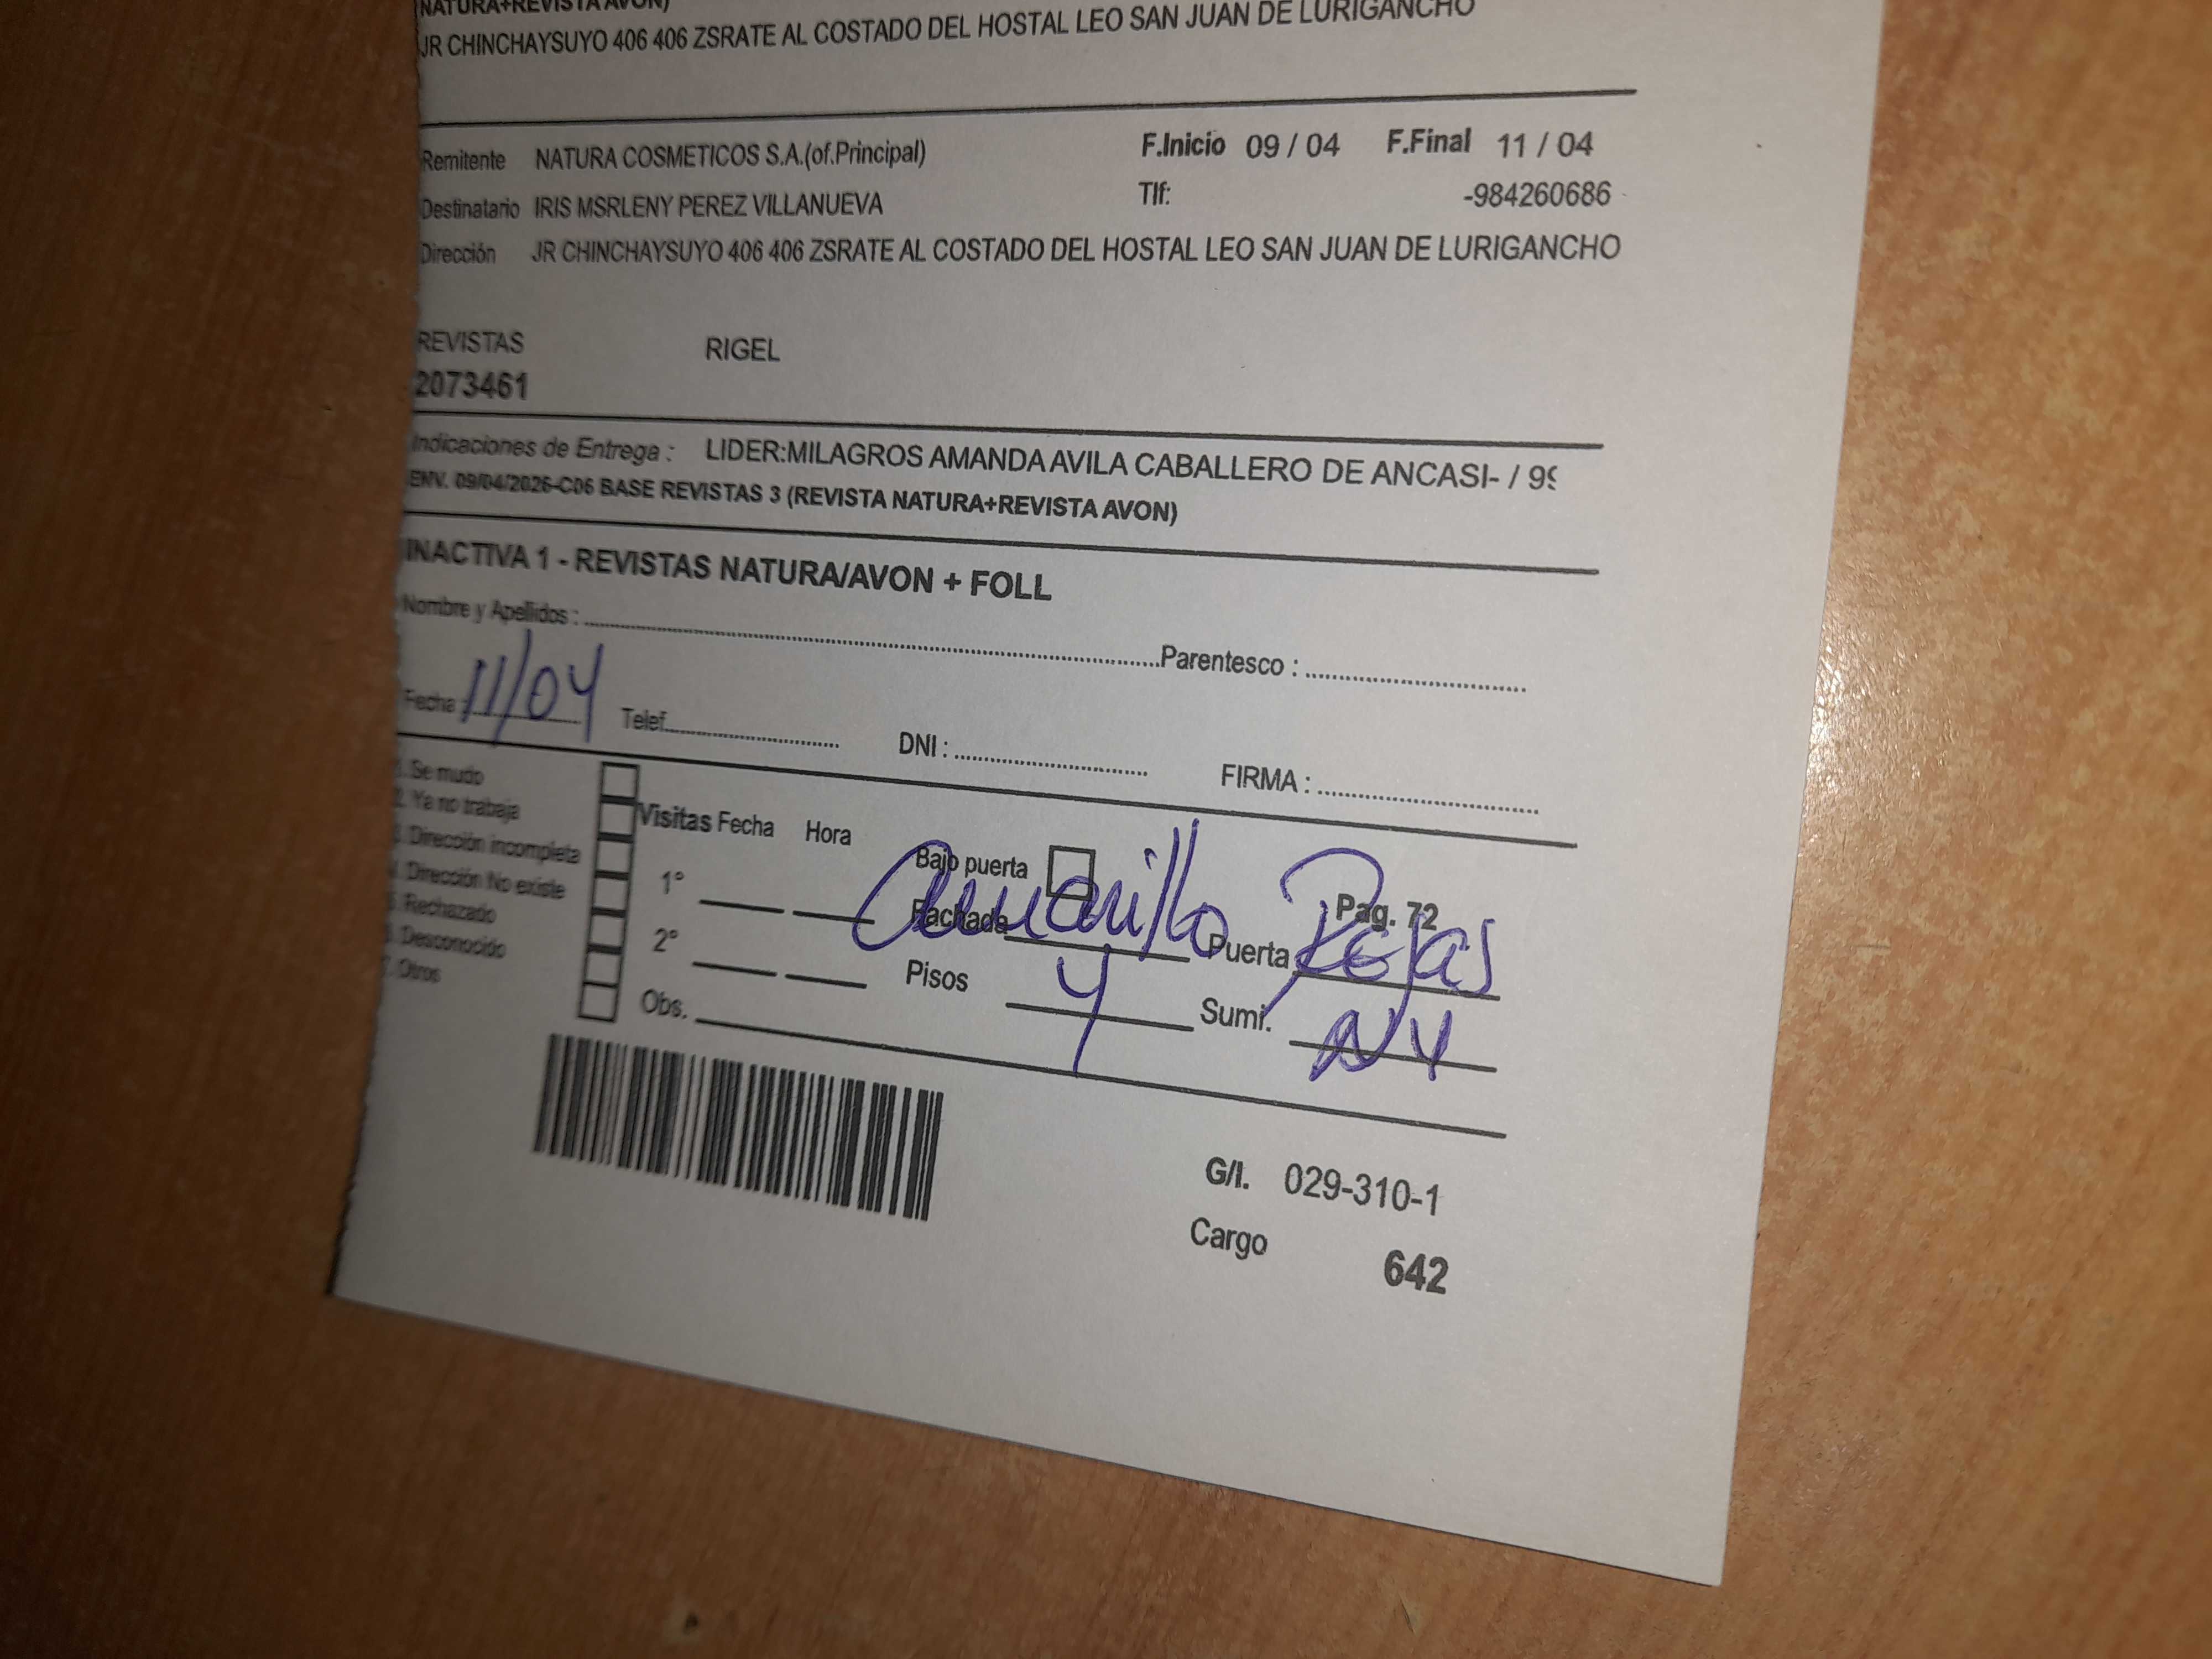 NATURA+REVISTA AVON)
JR CHINCHAYSUYO 406 406 ZSRATE AL COSTADO DEL HOSTAL LEO SAN JUAN DE LURIGANCHO
Remitente NATURA COSMETICOS S.A.(of.Principal) F.Inicio 09 / 04 F.Final 11 / 04
Destinatario IRIS MSRLENY PEREZ VILLANUEVA Tlf: -984260686
Dirección JR CHINCHAYSUYO 406 406 ZSRATE AL COSTADO DEL HOSTAL LEO SAN JUAN DE LURIGANCHO
REVISTAS RIGEL
2073461
Indicaciones de Entrega : LIDER:MILAGROS AMANDA AVILA CABALLERO DE ANCASI- / 99
ENV. 09/04/2026-C06 BASE REVISTAS 3 (REVISTA NATURA+REVISTA AVON)
INACTIVA 1 - REVISTAS NATURA/AVON + FOLL
Nombre y Apellidos : Parentesco :
Fecha : 11/04 Telef. DNI : FIRMA :
1. Se mudo
2. Ya no trabaja
3. Dirección incompleta
4. Dirección No existe
5. Rechazado
6. Desconocido
7. Otros
Visitas Fecha Hora
1°
2°
Obs.
Bajo puerta Pag. 72
Fachada Amarillo Puerta Rejas
Pisos 4 Sumi. NY
G/I. 029-310-1
Cargo 642